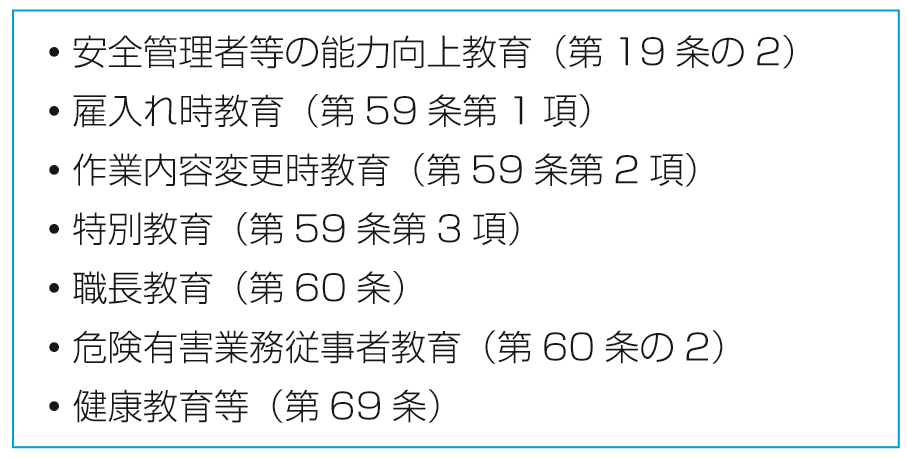 • 安全管理者等の能力向上教育（第 19 条の 2）
• 雇入れ時教育（第 59 条第 1 項）
• 作業内容変更時教育（第 59 条第 2 項）
• 特別教育（第 59 条第 3 項）
• 職長教育（第 60 条）
• 危険有害業務従事者教育（第 60 条の 2）
• 健康教育等（第 69 条）